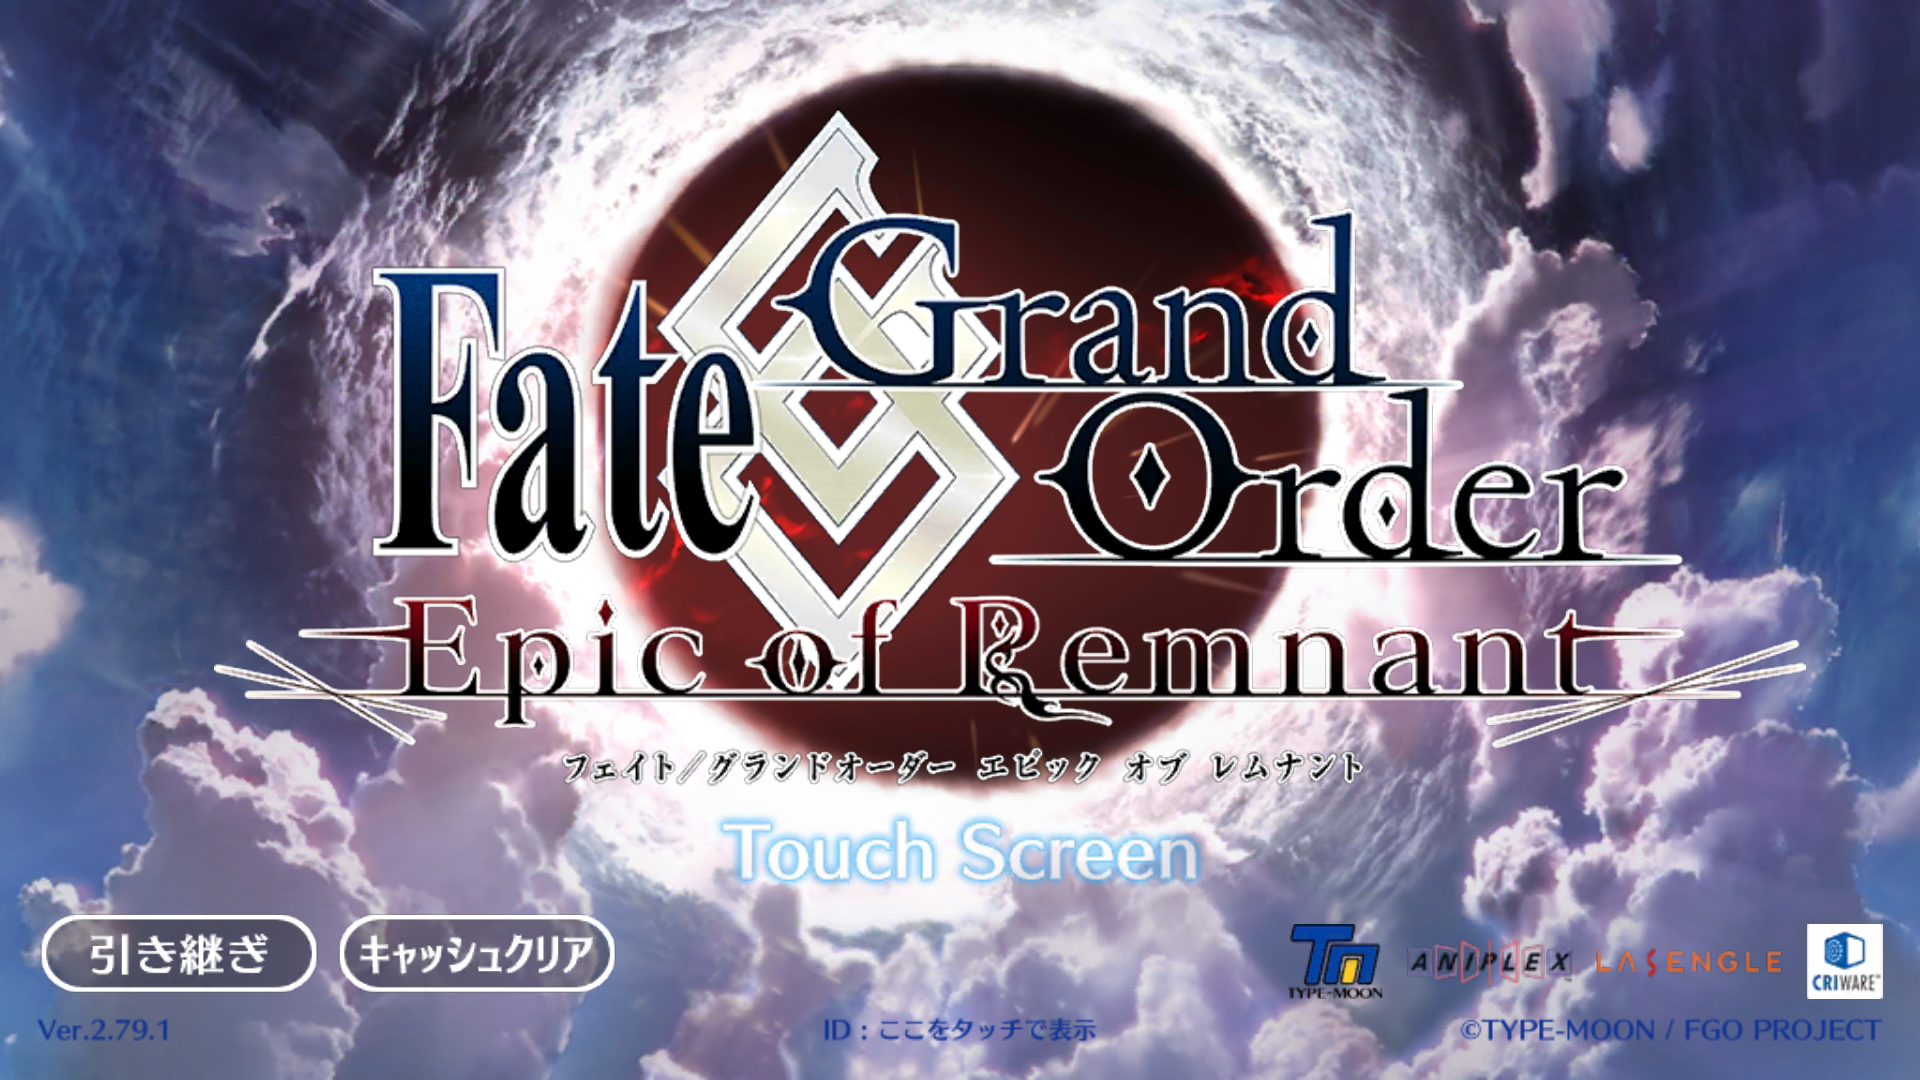 Fate
Grand
Order
Epic of Remnant
フェイト/グランドオーダー エピック オブ レムナント
Touch Screen
引き継ぎ
キャッシュクリア
TM
TYPE-MOON
ANIPLEX
LASENGLE
CRIWARE™
Ver.2.79.1
ID : ここをタッチで表示
©TYPE-MOON / FGO PROJECT